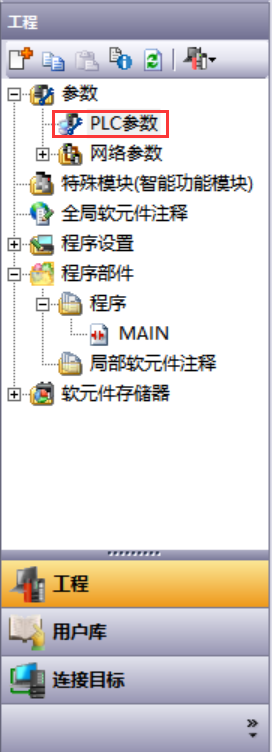 工程
参数
PLC参数
网络参数
特殊模块(智能功能模块)
全局软元件注释
程序设置
程序部件
程序
MAIN
局部软元件注释
软元件存储器
工程
用户库
连接目标